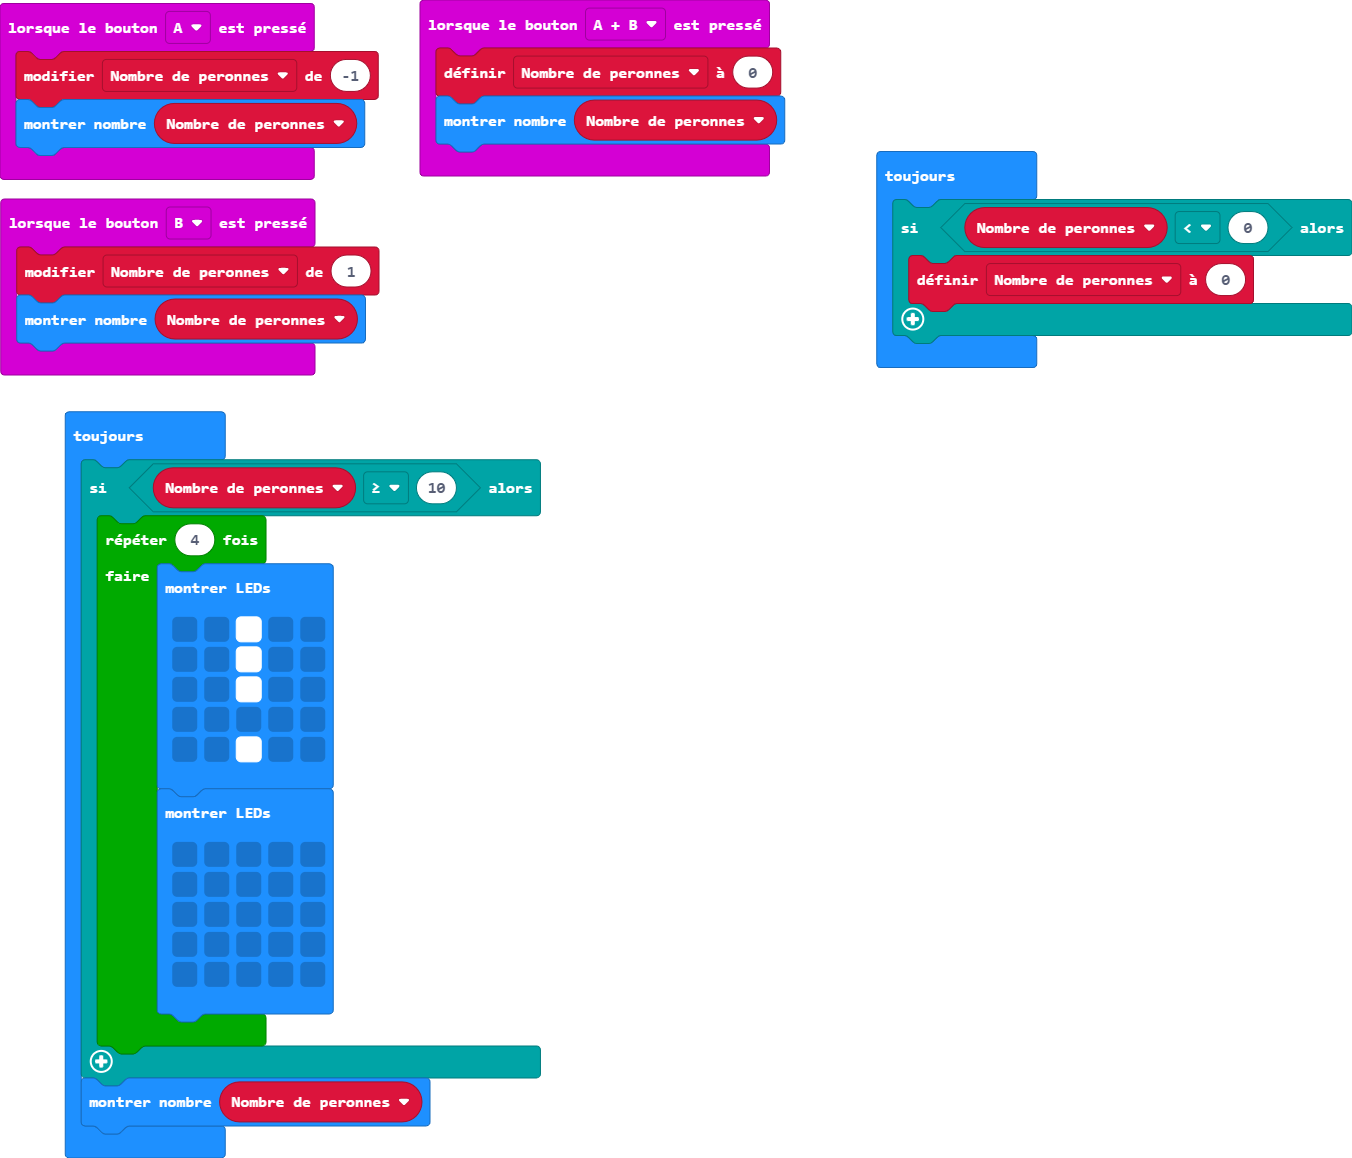 lorsque le bouton A est pressé
modifier Nombre de peronnes de -1
montrer nombre Nombre de peronnes
lorsque le bouton A + B est pressé
définir Nombre de peronnes à 0
montrer nombre Nombre de peronnes
lorsque le bouton B est pressé
modifier Nombre de peronnes de 1
montrer nombre Nombre de peronnes
toujours
si Nombre de peronnes < 0 alors
définir Nombre de peronnes à 0
toujours
si Nombre de peronnes ≥ 10 alors
répéter 4 fois
faire
montrer LEDs
montrer LEDs
montrer nombre Nombre de peronnes